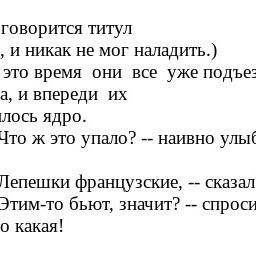 говорится титул
, и никак не мог наладить.)
это время они все уже подъе
а, и впереди их
лось ядро.
Что ж это упало? -- наивно улыб
Лепешки французские, -- сказал
Этим-то бьют, значит? -- спроси
о какая!